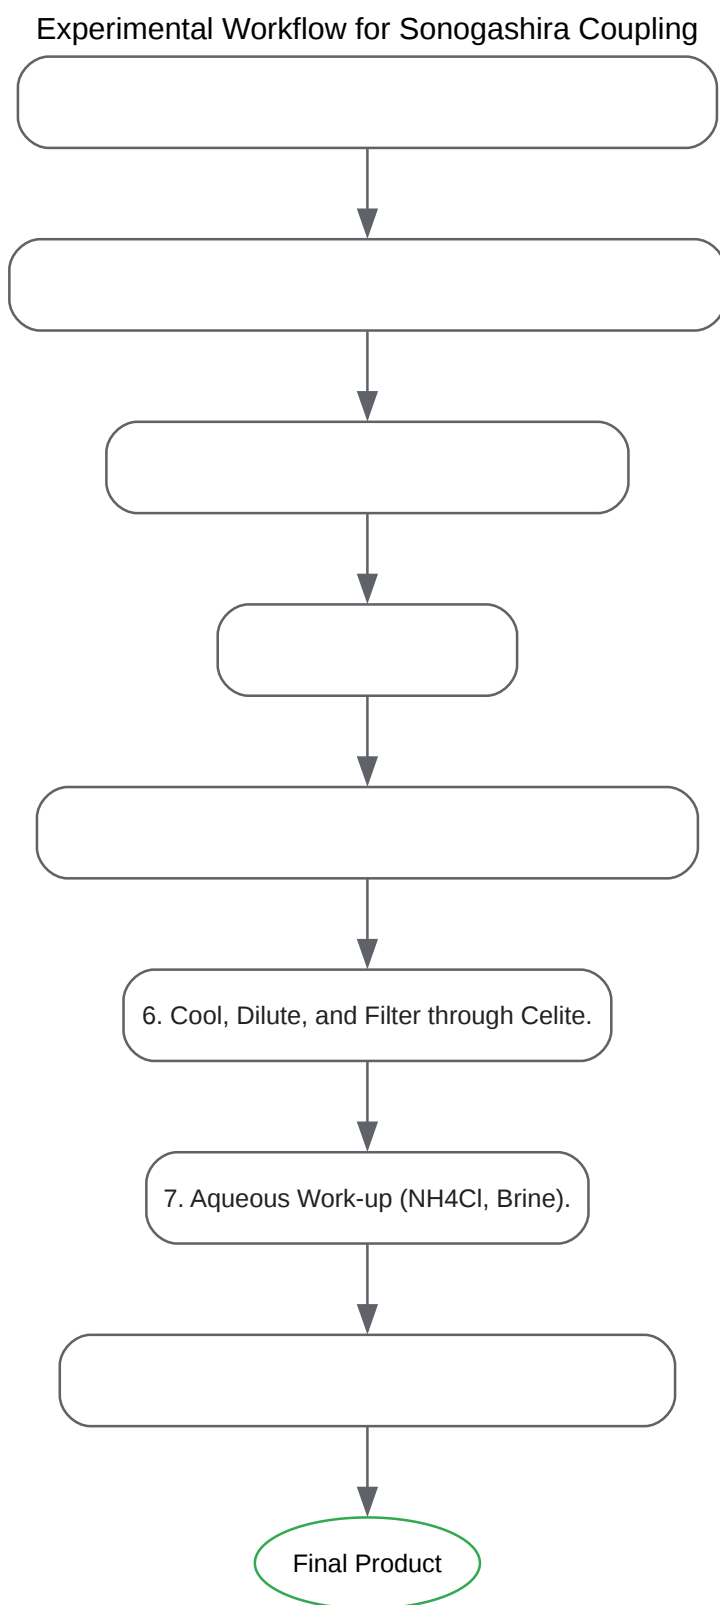 Experimental Workflow for Sonogashira Coupling
6. Cool, Dilute, and Filter through Celite.
7. Aqueous Work-up (NH4Cl, Brine).
Final Product